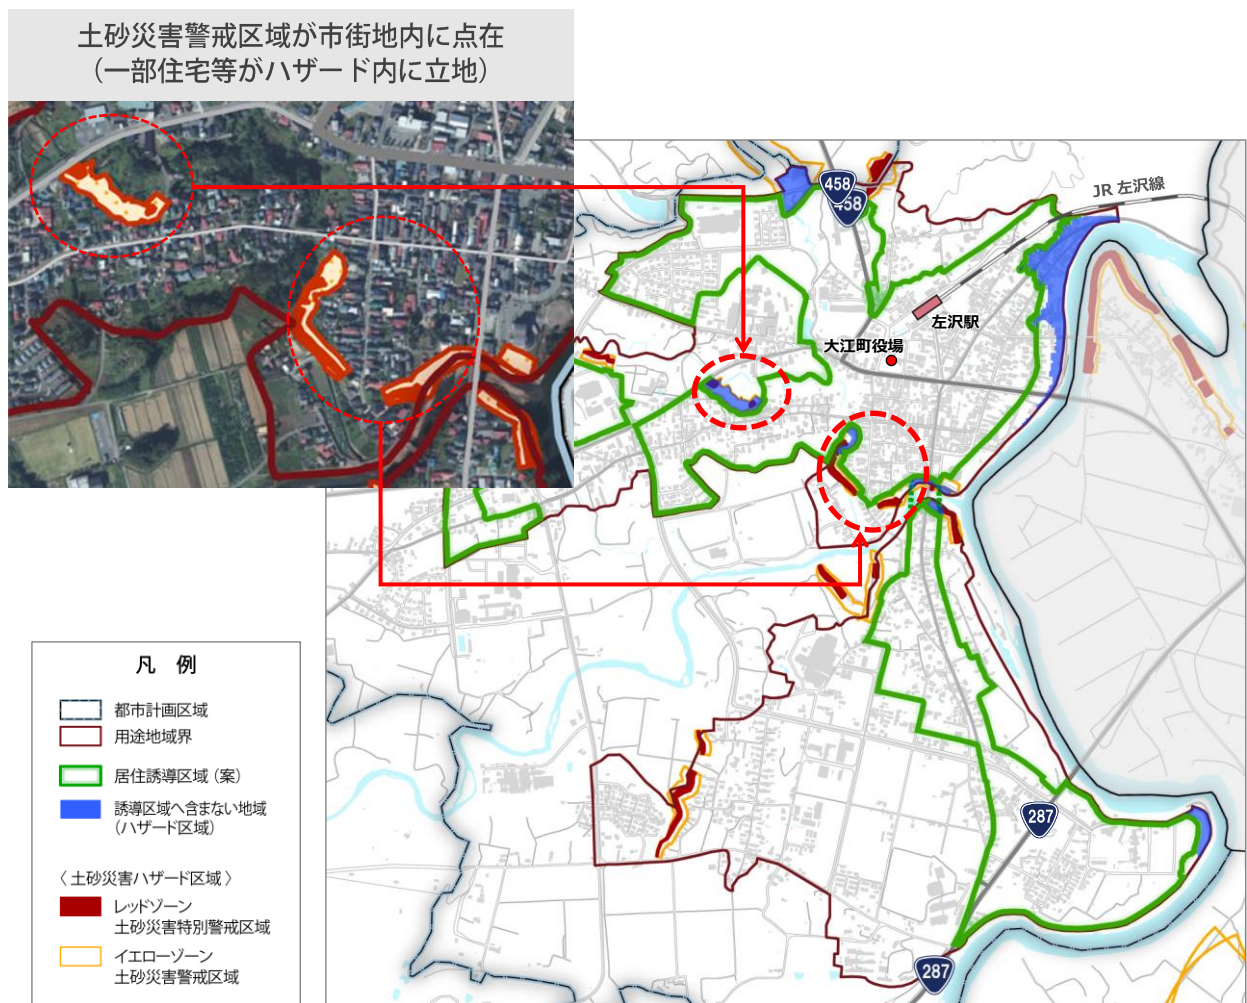 土砂災害警戒区域が市街地内に点在
（一部住宅等がハザード内に立地）
458
458
JR 左沢線
左沢駅
大江町役場
287
287
凡 例
都市計画区域
用途地域界
居住誘導区域（案）
誘導区域へ含まない地域
（ハザード区域）
〈 土砂災害ハザード区域 〉
レッドゾーン
土砂災害特別警戒区域
イエローゾーン
土砂災害警戒区域